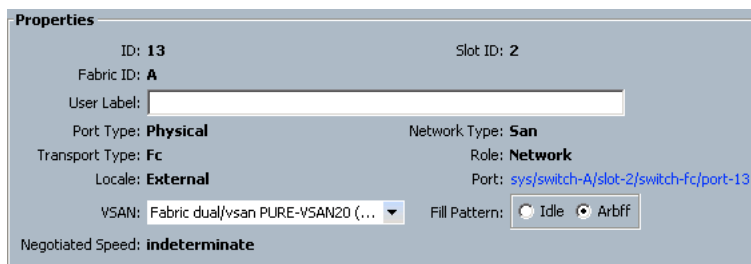 Properties
ID: 13 Slot ID: 2
Fabric ID: A
User Label:
Port Type: Physical Network Type: San
Transport Type: Fc Role: Network
Locale: External Port: sys/switch-A/slot-2/switch-fc/port-13
VSAN: Fabric dual/vsan PURE-VSAN20 (... Fill Pattern: Idle Arbff
Negotiated Speed: indeterminate